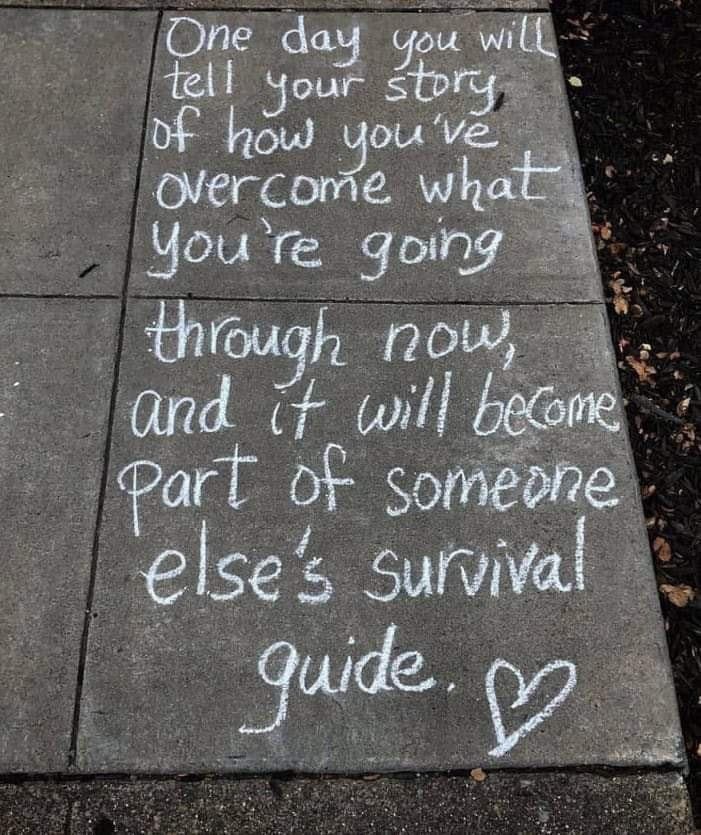 One day you will
tell your story
of how you've
overcome what
you're going
through now,
and it will become
part of someone
else's survival
guide.